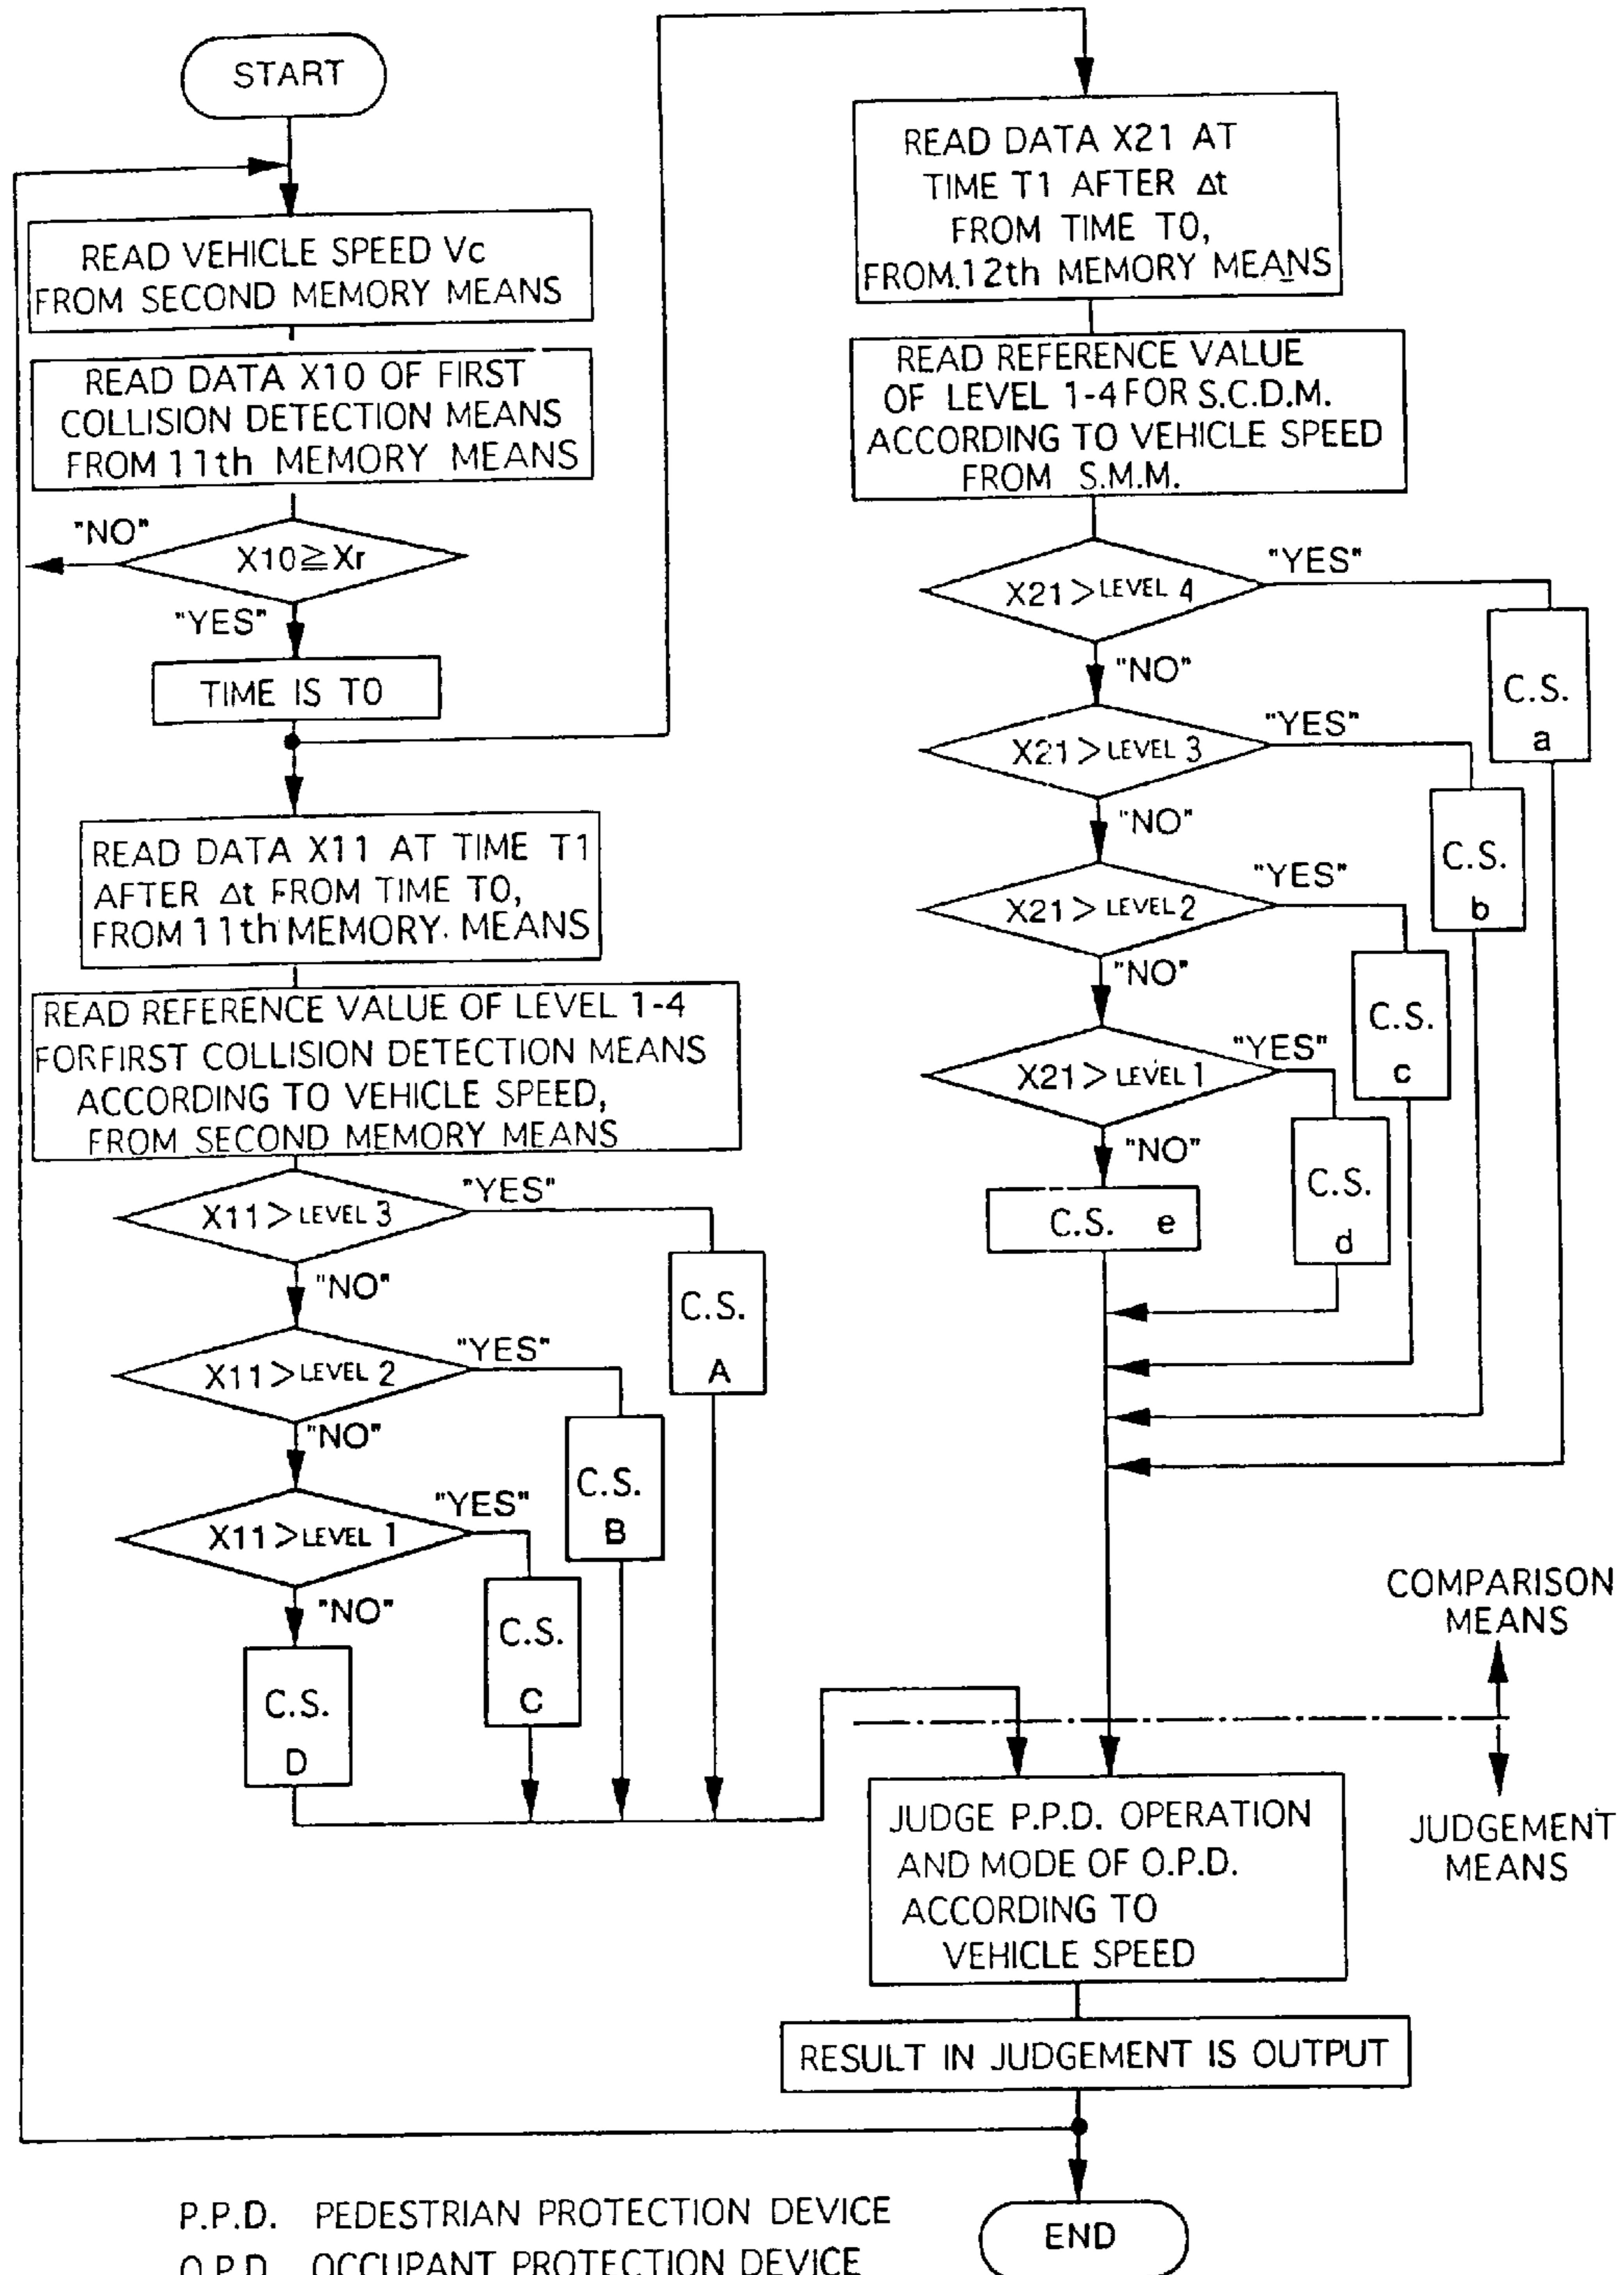 START
READ VEHICLE SPEED Vc
FROM SECOND MEMORY MEANS
READ DATA X10 OF FIRST
COLLISION DETECTION MEANS
FROM 11th MEMORY MEANS
"NO"
X10≧Xr
"YES"
TIME IS T0
READ DATA X11 AT TIME T1
AFTER Δt FROM TIME T0,
FROM 11th MEMORY. MEANS
READ REFERENCE VALUE OF LEVEL 1-4
FORFIRST COLLISION DETECTION MEANS
ACCORDING TO VEHICLE SPEED,
FROM SECOND MEMORY MEANS
X11>LEVEL 3
"YES"
"NO"
C.S.
A
X11>LEVEL 2
"YES"
"NO"
C.S.
B
X11>LEVEL 1
"YES"
"NO"
C.S.
C
C.S.
D
READ DATA X21 AT
TIME T1 AFTER Δt
FROM TIME T0,
FROM.12th MEMORY MEANS
READ REFERENCE VALUE
OF LEVEL 1-4 FOR S.C.D.M.
ACCORDING TO VEHICLE SPEED
FROM S.M.M.
X21>LEVEL 4
"YES"
"NO"
C.S.
a
X21>LEVEL 3
"YES"
"NO"
C.S.
b
X21>LEVEL 2
"YES"
"NO"
C.S.
c
X21>LEVEL 1
"YES"
"NO"
C.S.
d
C.S. e
COMPARISON
MEANS
JUDGEMENT
MEANS
JUDGE P.P.D. OPERATION
AND MODE OF O.P.D.
ACCORDING TO
VEHICLE SPEED
RESULT IN JUDGEMENT IS OUTPUT
END
P.P.D. PEDESTRIAN PROTECTION DEVICE
O.P.D. OCCUPANT PROTECTION DEVICE